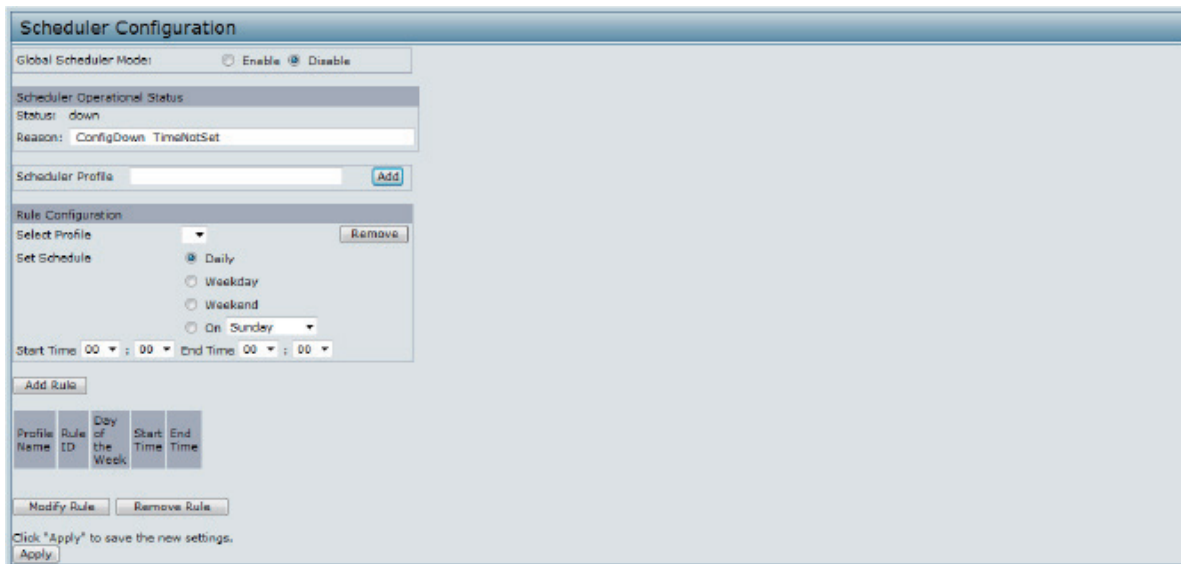 Scheduler Configuration
Global Scheduler Mode: Enable Disable
Scheduler Operational Status
Status: down
Reason: ConfigDown TimeNotSet
Scheduler Profile Add
Rule Configuration
Select Profile Remove
Set Schedule Daily
Weekday
Weekend
On Sunday
Start Time 00 : 00 End Time 00 : 00
Add Rule
Profile Name Rule ID Day of the Week Start Time End Time
Modify Rule Remove Rule
Click "Apply" to save the new settings.
Apply